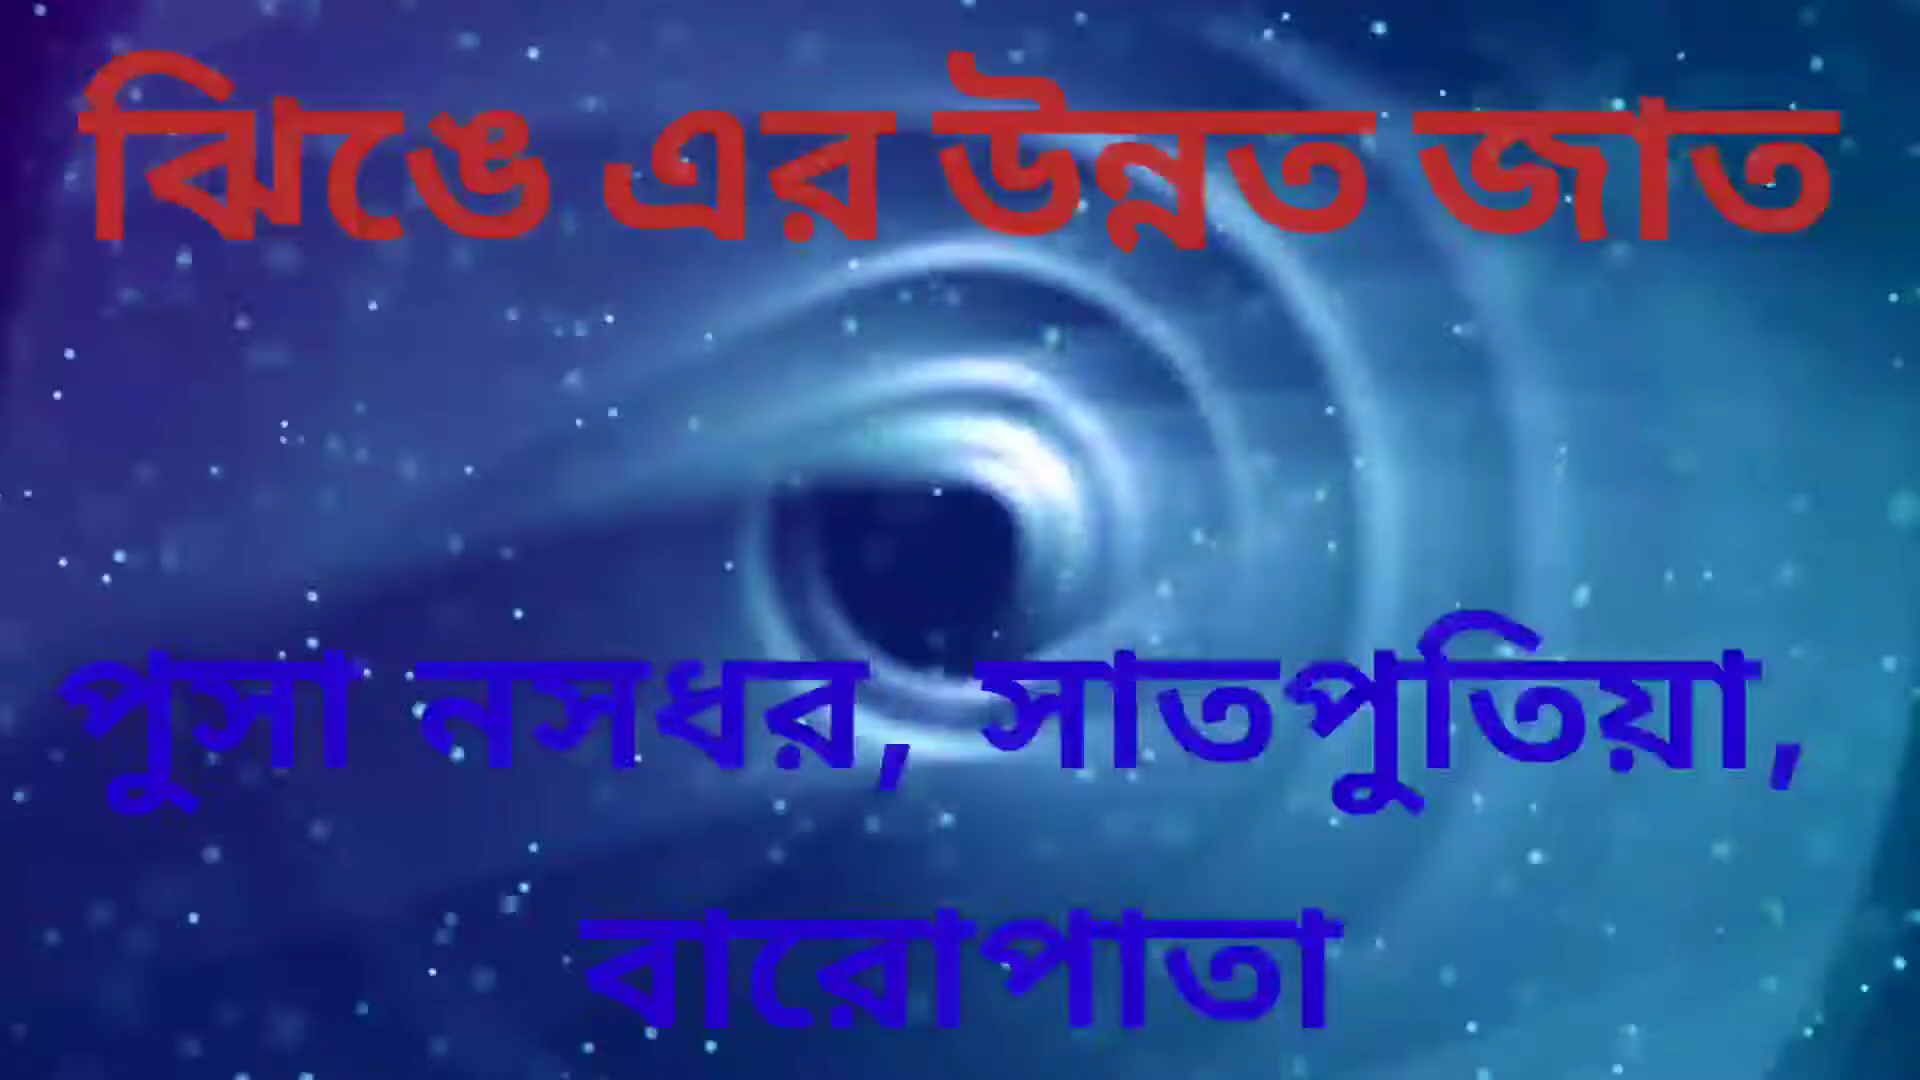 ঝিঙে এর উন্নত জাত
পুসা নসধর, সাতপুতিয়া,
বারোপাতা